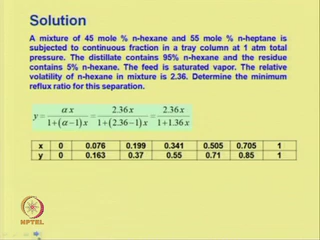 Solution
A mixture of 45 mole % n-hexane and 55 mole % n-heptane is
subjected to continuous fraction in a tray column at 1 atm total
pressure. The distillate contains 95% n-hexane and the residue
contains 5% n-hexane. The feed is saturated vapor. The relative
volatility of n-hexane in mixture is 2.36. Determine the minimum
reflux ratio for this separation.
y = αx / (1+(α−1)x) = 2.36x / (1+(2.36−1)x) = 2.36x / (1+1.36x)
x 0 0.076 0.199 0.341 0.505 0.705 1
y 0 0.163 0.37 0.55 0.71 0.85 1
NPTEL